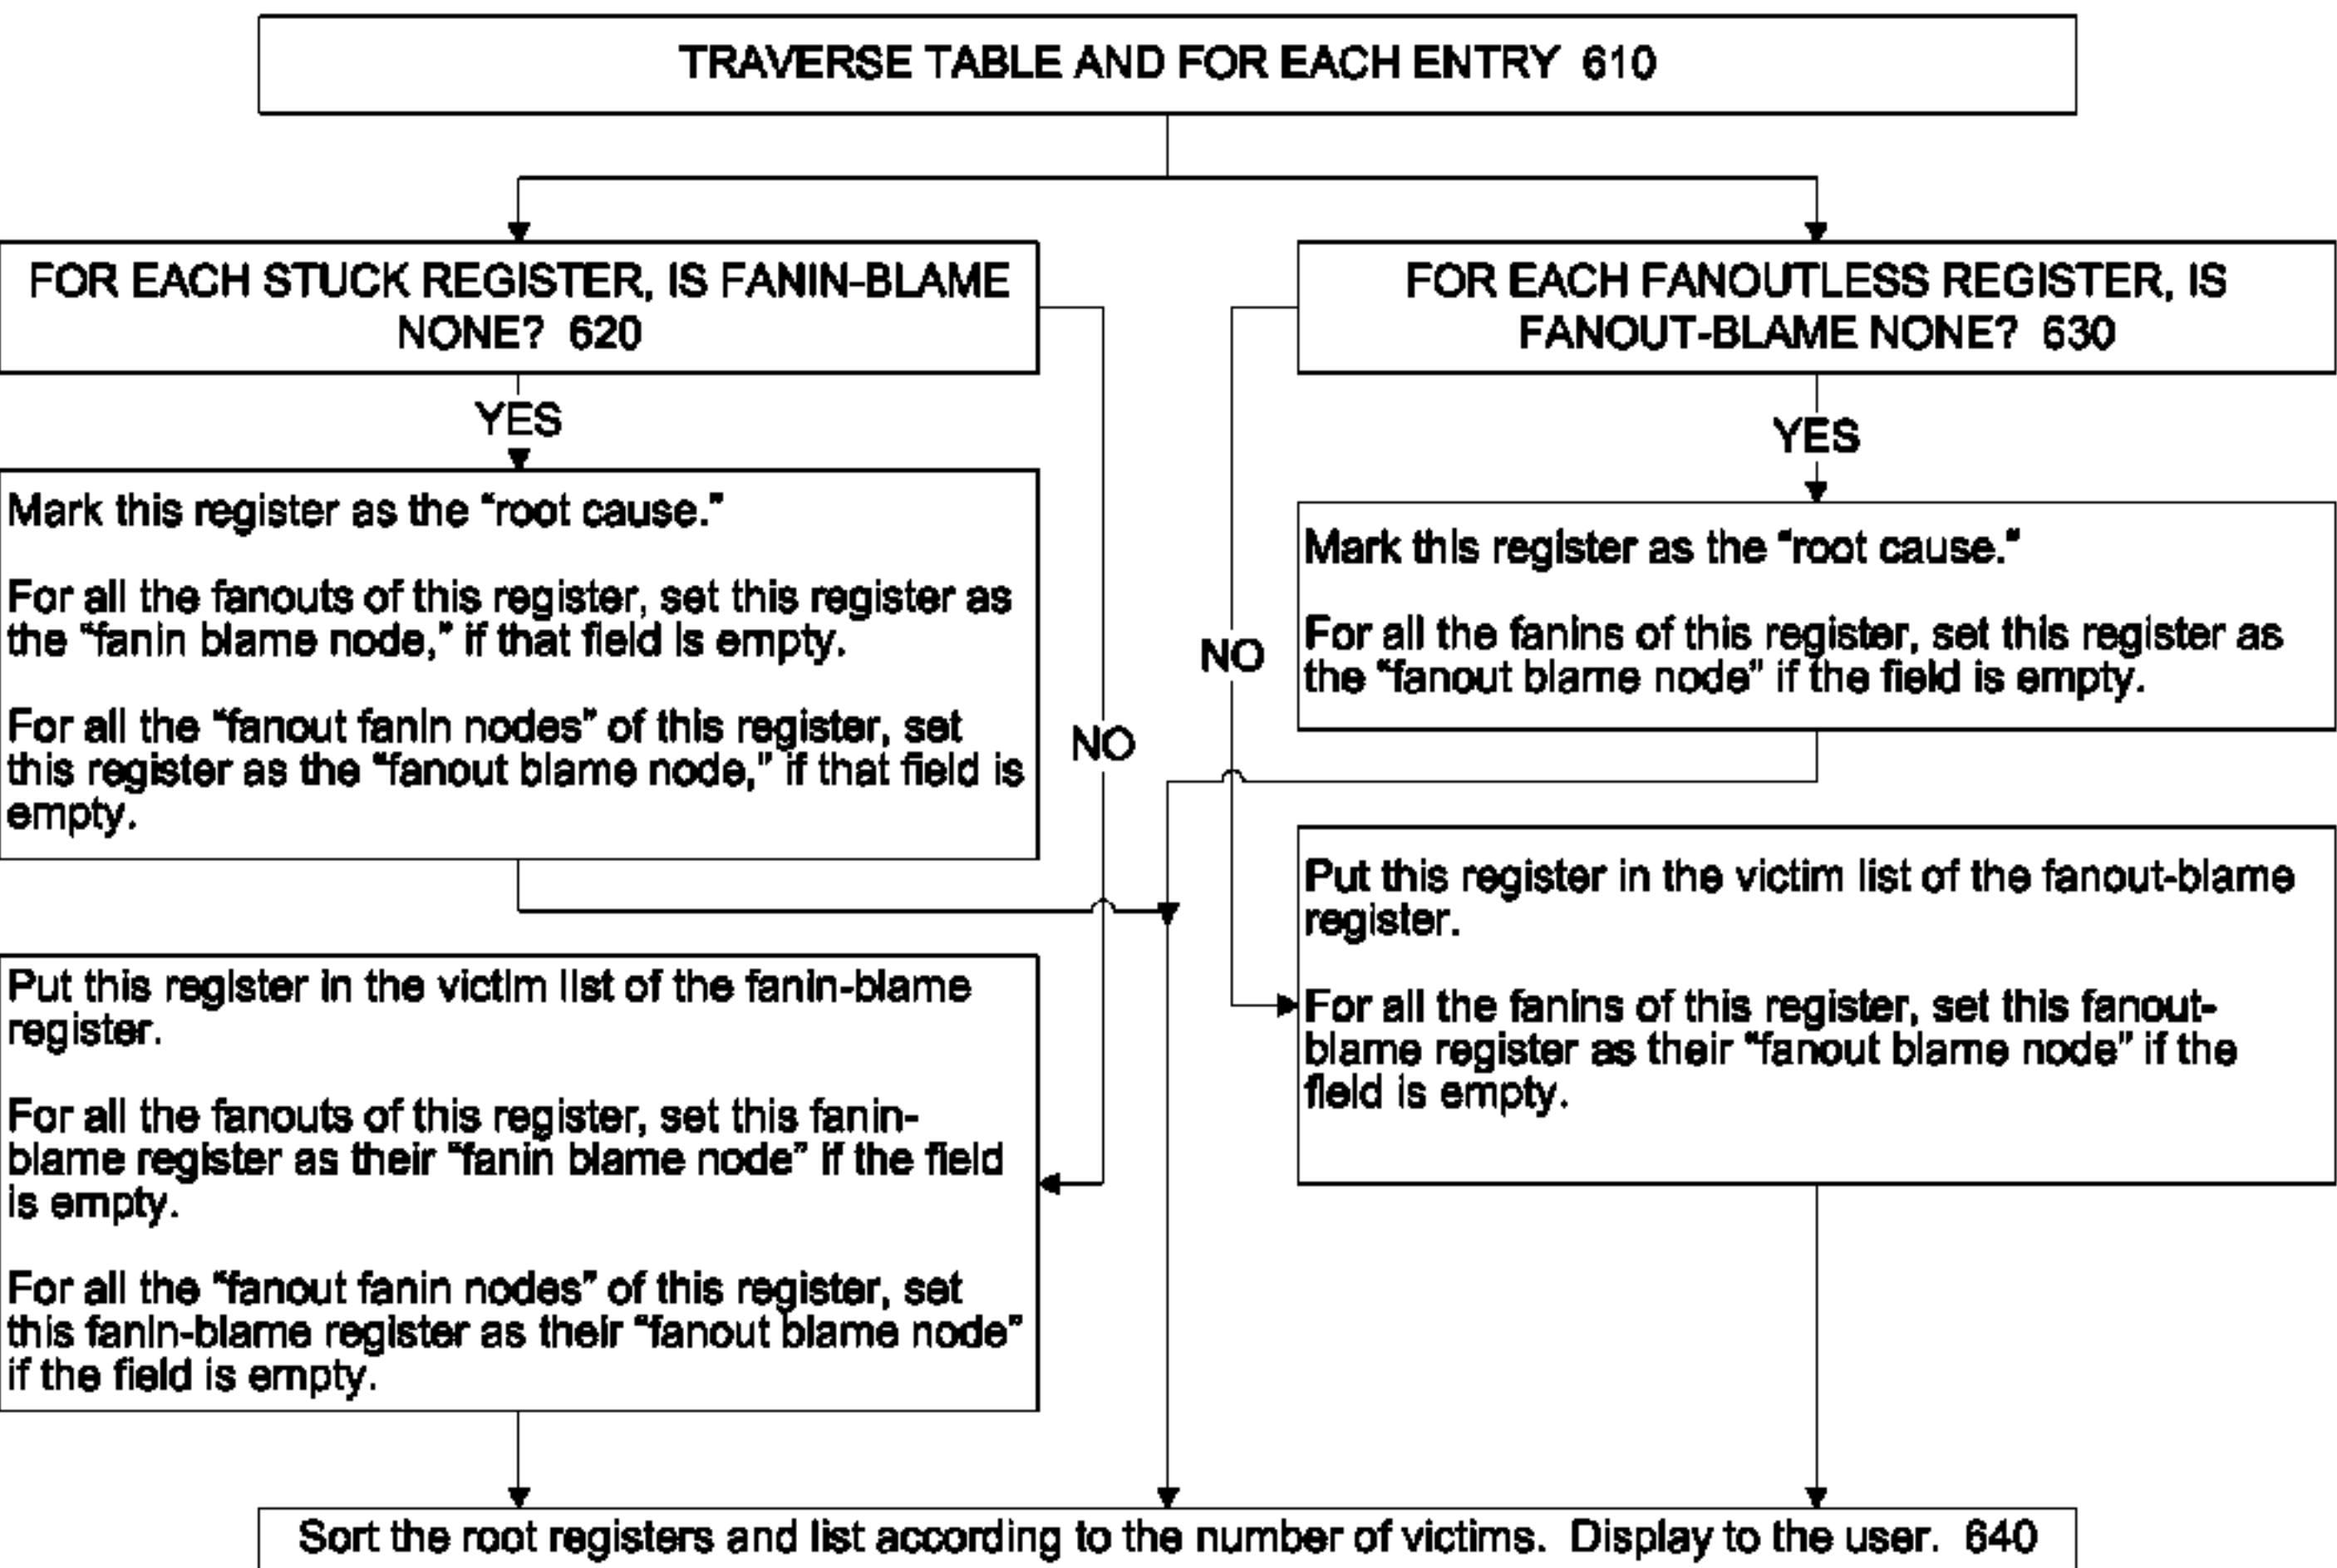 TRAVERSE TABLE AND FOR EACH ENTRY 610
FOR EACH STUCK REGISTER, IS FANIN-BLAME
NONE? 620
FOR EACH FANOUTLESS REGISTER, IS
FANOUT-BLAME NONE? 630
YES
YES
Mark this register as the “root cause.”
For all the fanouts of this register, set this register as
the “fanin blame node,” if that field is empty.
For all the “fanout fanin nodes” of this register, set
this register as the “fanout blame node,” if that field is
empty.
NO
NO
Mark this register as the “root cause.”
For all the fanins of this register, set this register as
the “fanout blame node” if the field is empty.
Put this register in the victim list of the fanin-blame
register.
For all the fanouts of this register, set this fanin-
blame register as their “fanin blame node” if the field
is empty.
For all the “fanout fanin nodes” of this register, set
this fanin-blame register as their “fanout blame node”
if the field is empty.
Put this register in the victim list of the fanout-blame
register.
For all the fanins of this register, set this fanout-
blame register as their “fanout blame node” if the
field is empty.
Sort the root registers and list according to the number of victims. Display to the user. 640